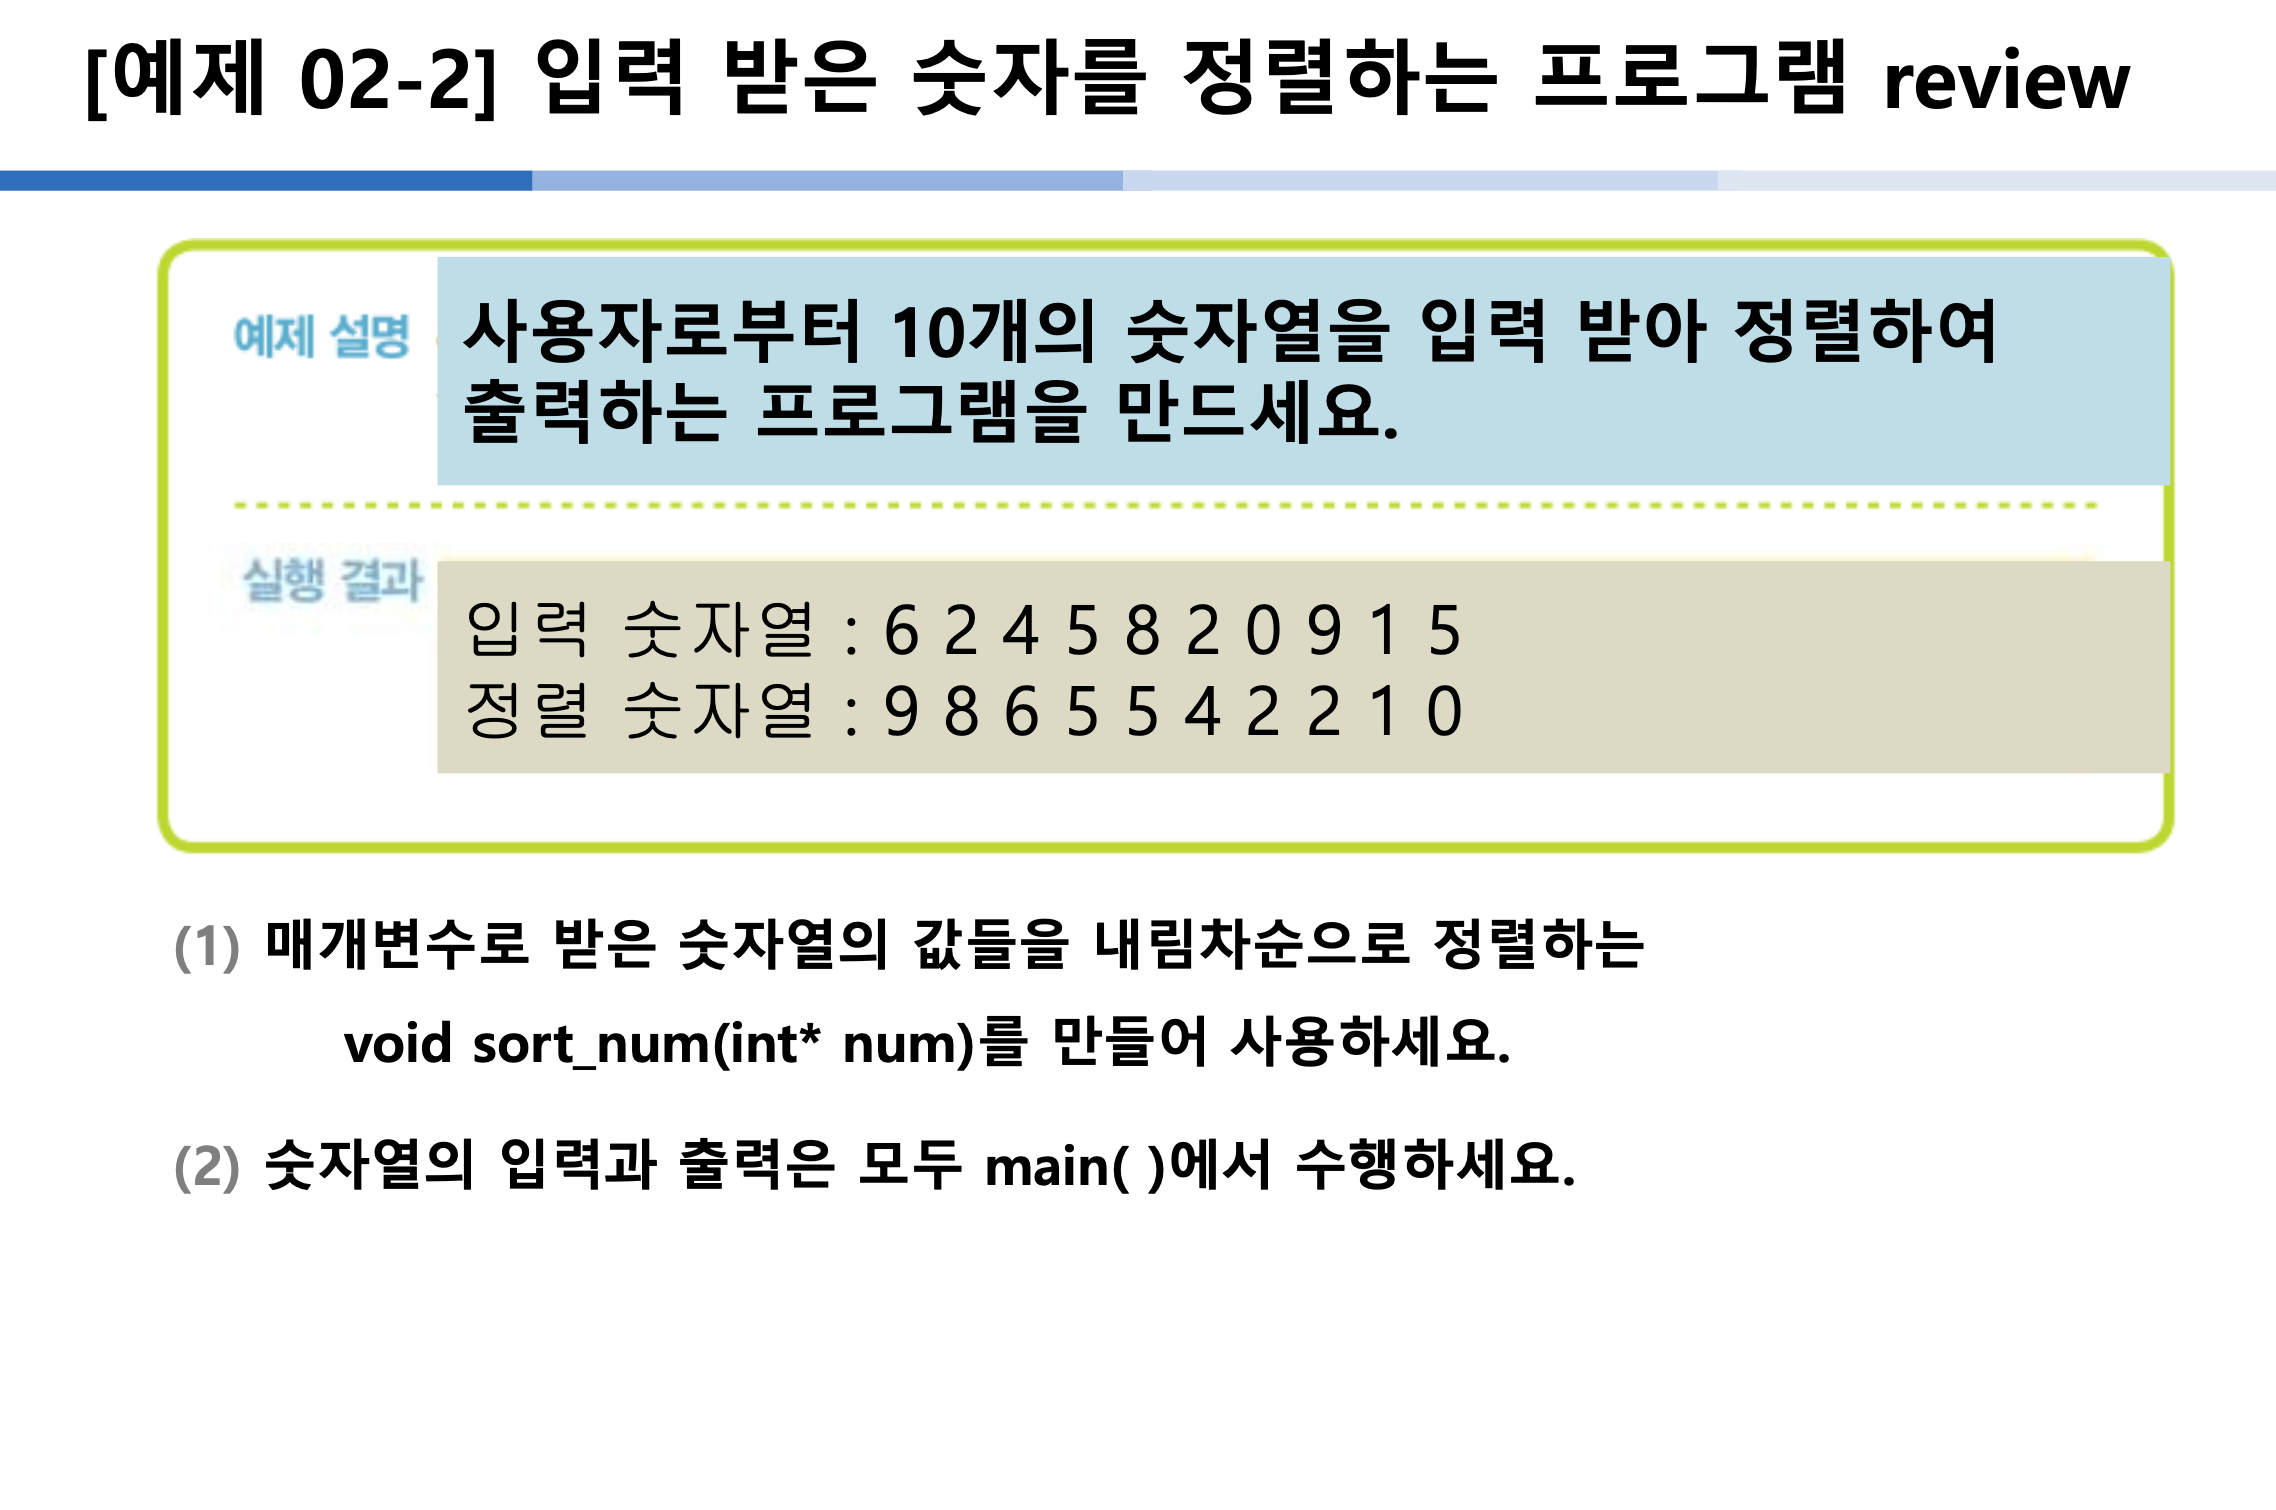 [예제 02-2] 입력 받은 숫자를 정렬하는 프로그램 review
예제 설명
사용자로부터 10개의 숫자열을 입력 받아 정렬하여
출력하는 프로그램을 만드세요.
실행 결과
입력 숫자열 : 6 2 4 5 8 2 0 9 1 5
정렬 숫자열 : 9 8 6 5 5 4 2 2 1 0
(1) 매개변수로 받은 숫자열의 값들을 내림차순으로 정렬하는
void sort_num(int* num)를 만들어 사용하세요.
(2) 숫자열의 입력과 출력은 모두 main( )에서 수행하세요.